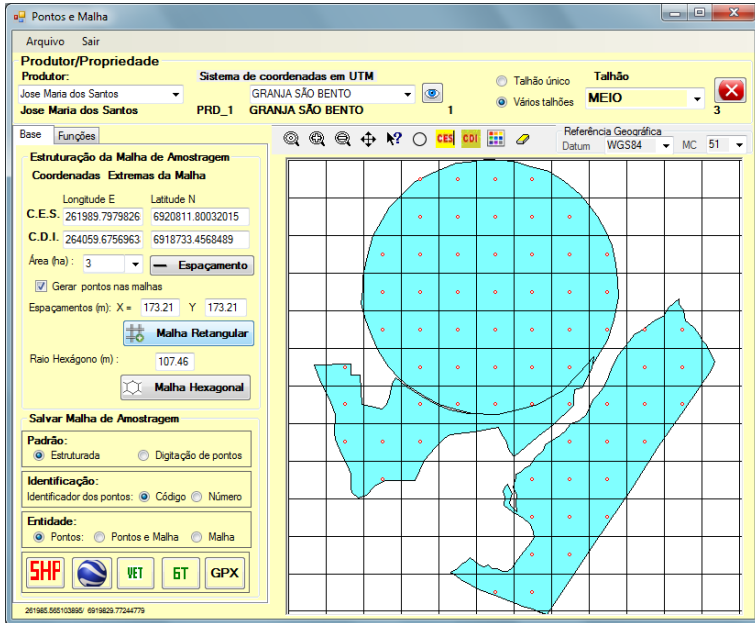 Pontos e Malha
Arquivo Sair
Produtor/Propriedade
Produtor: Sistema de coordenadas em UTM
Jose Maria dos Santos GRANJA SÃO BENTO
Jose Maria dos Santos PRD_1 GRANJA SÃO BENTO 1
Talhão único
Vários talhões
Talhão
MEIO
3
Base Funções
CES CDI
Referência Geográfica
Datum WGS84 MC 51
Estruturação da Malha de Amostragem
Coordenadas Extremas da Malha
Longitude E Latitude N
C.E.S. 261989.7979826 6920811.80032015
C.D.I. 264059.6756963 6918733.4568489
Área (ha) : 3 Espaçamento
Gerar pontos nas malhas
Espaçamentos (m): X = 173.21 Y 173.21
Malha Retangular
Raio Hexágono (m) : 107.46
Malha Hexagonal
Salvar Malha de Amostragem
Padrão:
Estruturada Digitação de pontos
Identificação:
Identificador dos pontos: Código Número
Entidade:
Pontos: Pontos e Malha Malha
SHP VET GT GPX
261985.565103895/ 6919829.77244779